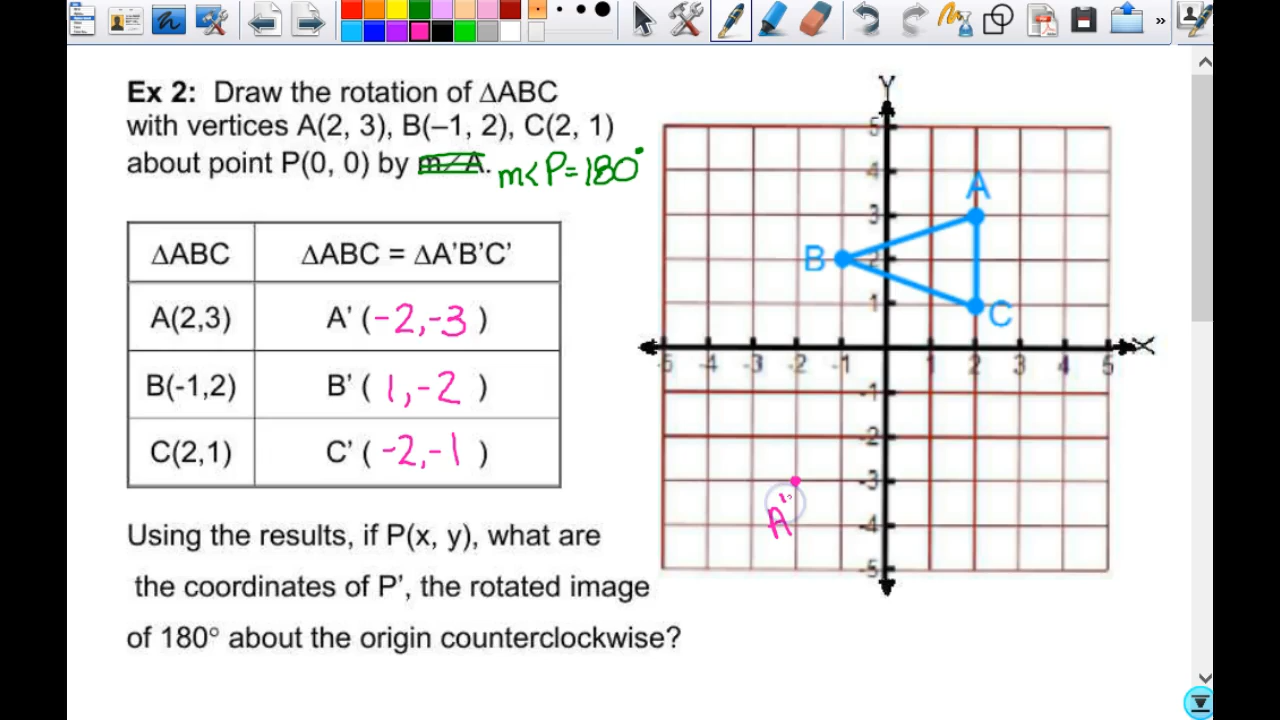 Ex 2: Draw the rotation of ΔABC
with vertices A(2, 3), B(–1, 2), C(2, 1)
about point P(0, 0) by m∠A. m<P=180°
ΔABC ΔABC = ΔA'B'C'
A(2,3) A' (-2,-3)
B(-1,2) B' (1,-2)
C(2,1) C' (-2,-1)
Using the results, if P(x, y), what are
the coordinates of P', the rotated image
of 180° about the origin counterclockwise?
Y
5
4
A
3
B 2
1 C
X
-5 -4 -3 -2 -1 1 2 3 4 5
-1
-2
-3
A'
-4
-5
»